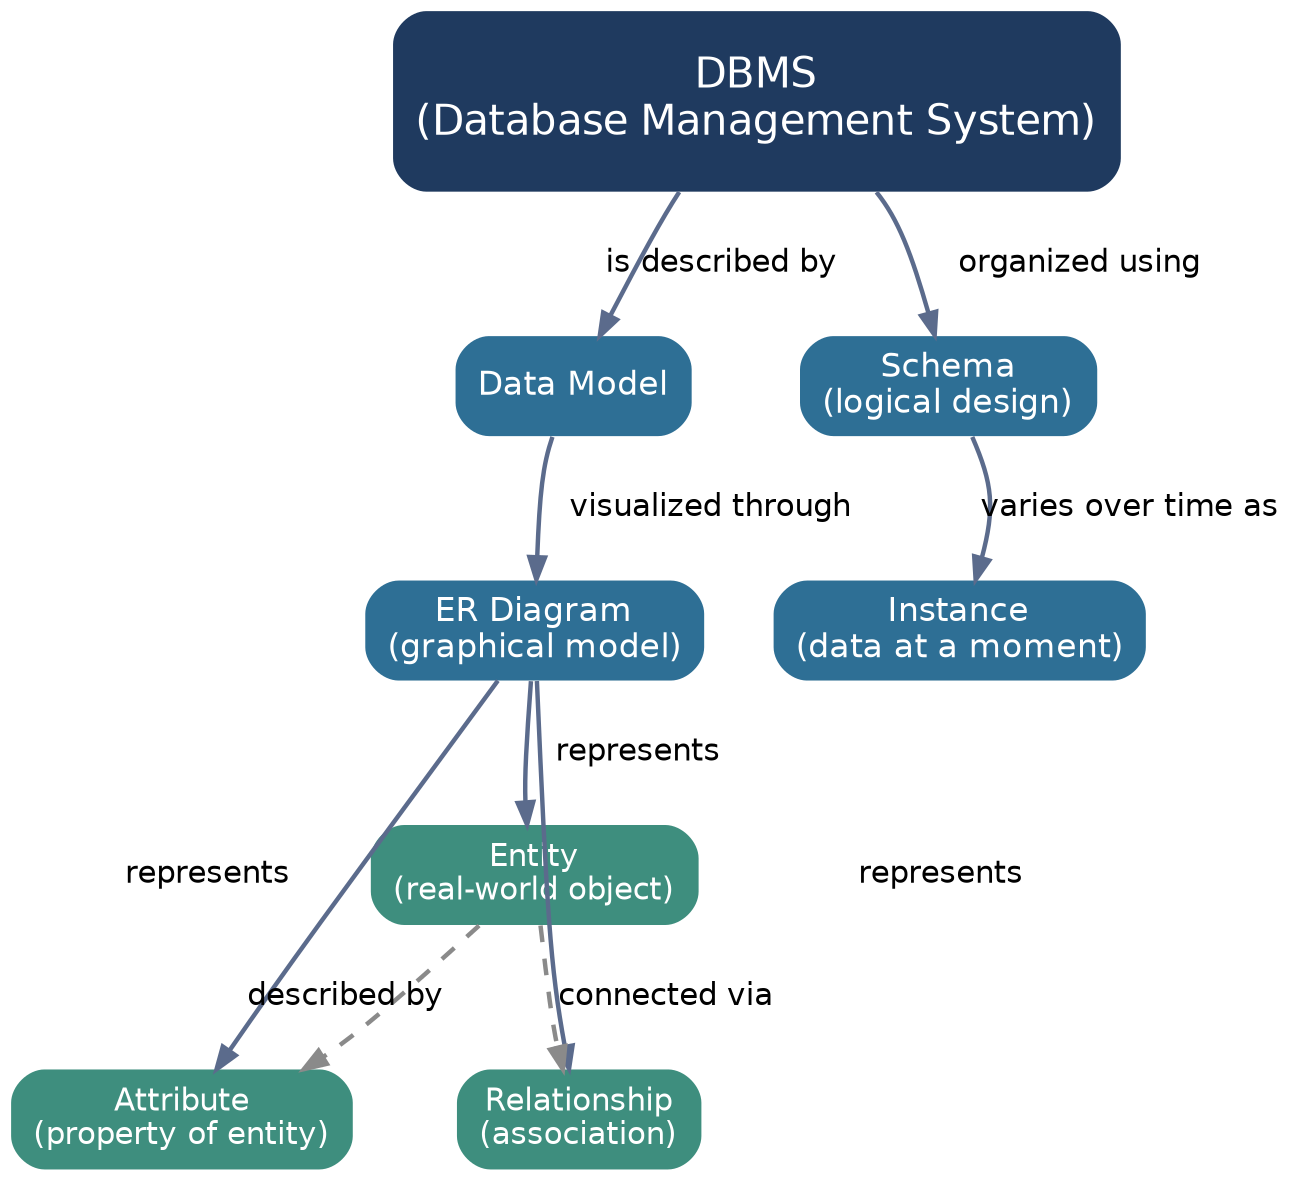 DBMS
(Database Management System)
is described by
organized using
Data Model
Schema
(logical design)
visualized through
varies over time as
ER Diagram
(graphical model)
Instance
(data at a moment)
represents
represents
Entity
(real-world object)
represents
described by
connected via
Attribute
(property of entity)
Relationship
(association)